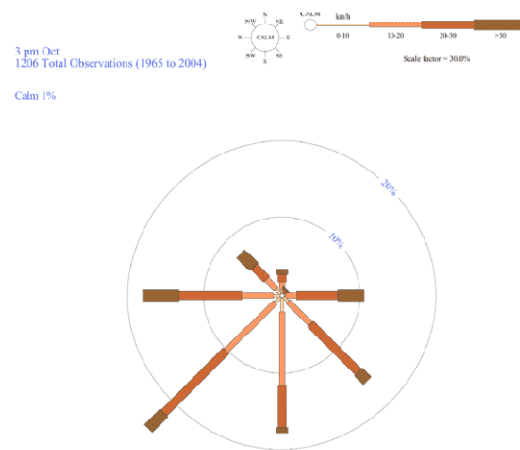 N
NW NE
W CALM E
SW SE
S
CALM km/h
0-10 10-20 20-30 >30
Scale factor = 30.0%
3 pm Oct
1206 Total Observations (1965 to 2004)
Calm 1%
20%
10%